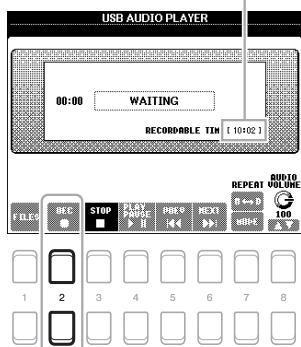 USB AUDIO PLAYER
00:00 WAITING
RECORDABLE TIM [ 10:02 ]
REPEAT AUDIO VOLUME
FILES REC STOP PLAY PAUSE PREV NEXT A↔B 100
MODE
1 2 3 4 5 6 7 8